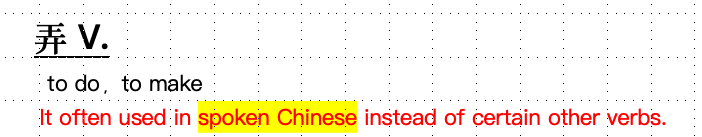 弄 V.
to do，to make
It often used in spoken Chinese instead of certain other verbs.